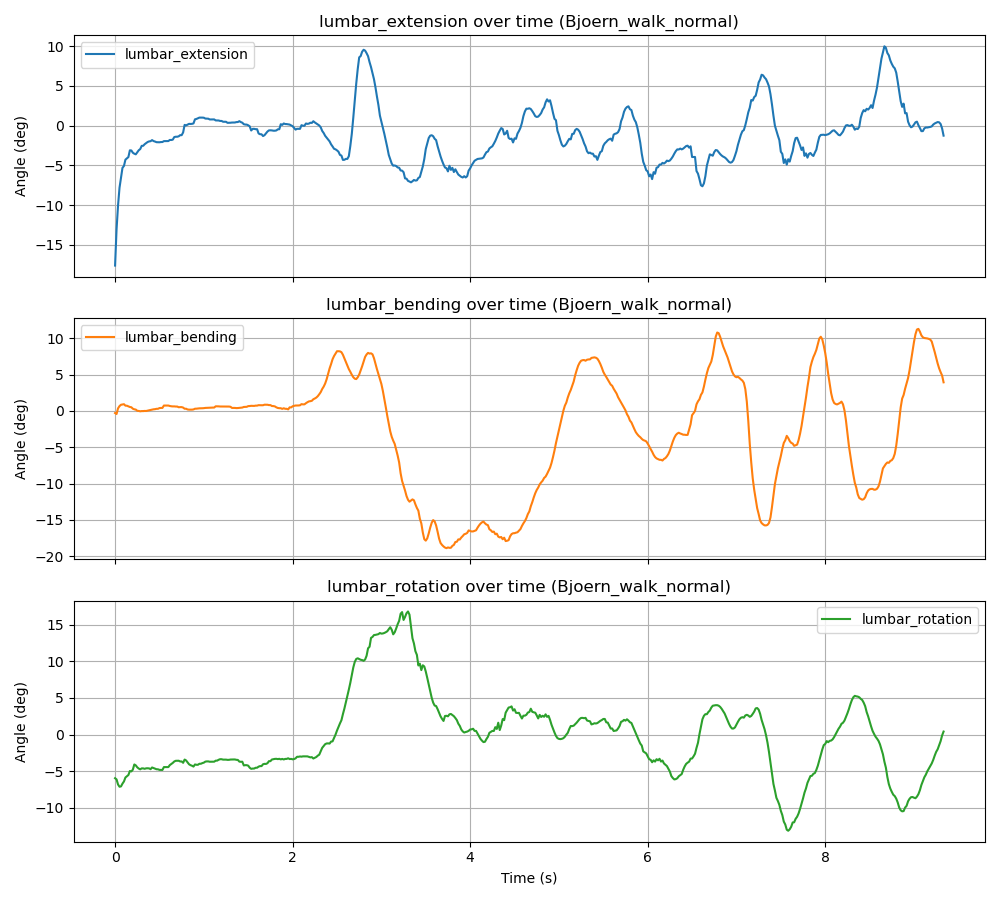 lumbar_extension over time (Bjoern_walk_normal)
lumbar_extension
10
5
0
−5
−10
−15
Angle (deg)
lumbar_bending over time (Bjoern_walk_normal)
lumbar_bending
10
5
0
−5
−10
−15
−20
Angle (deg)
lumbar_rotation over time (Bjoern_walk_normal)
lumbar_rotation
15
10
5
0
−5
−10
Angle (deg)
0 2 4 6 8
Time (s)